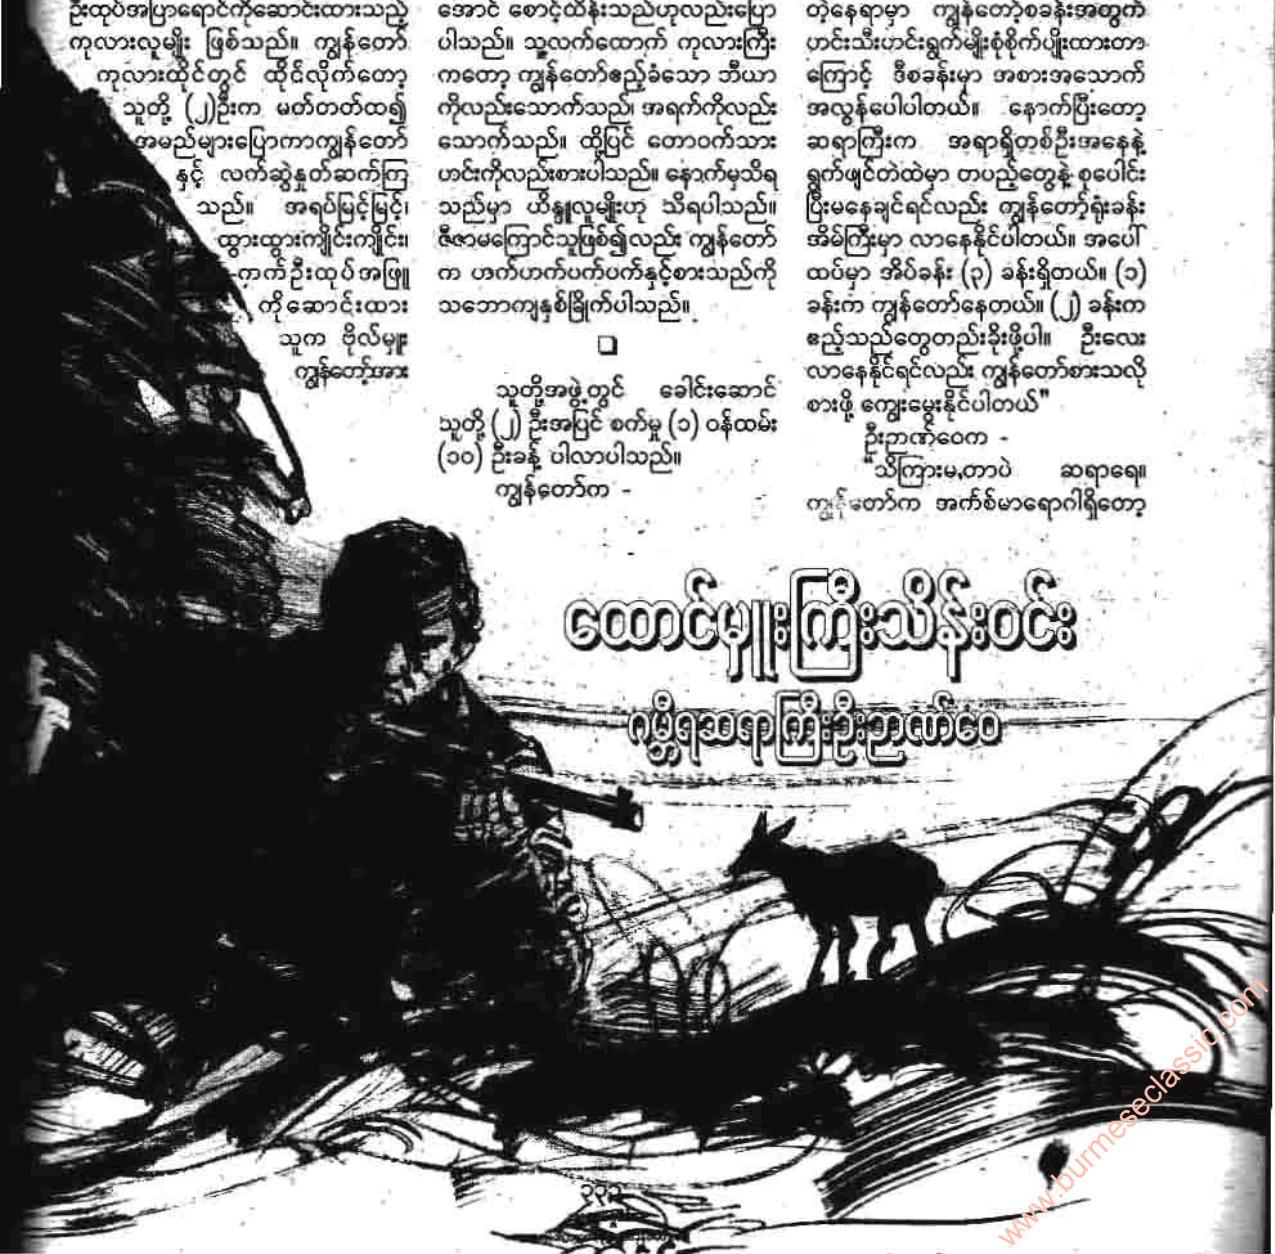 ဦးထုပ်အပြာရောင်ကိုဆောင်းထားသည့်
ကုလားလူမျိုး ဖြစ်သည်။ ကျွန်တော်
ကုလားထိုင်တွင် ထိုင်လိုက်တော့
သူတို့ (၂)ဦးက မတ်တတ်ထ၍
အမည်များပြောကာကျွန်တော်
နှင့် လက်ဆွဲနှုတ်ဆက်ကြ
သည်။ အရပ်မြင့်မြင့်၊
ထွားထွားကျိုင်းကျိုင်း၊
ကက်ဦးထုပ်အဖြူ
ကိုဆောင်းထား
သူက ဗိုလ်မှူး
ကျွန်တော့်အား
အောင် စောင့်ထိန်းသည်ဟုလည်းပြော
ပါသည်။ သူ့လက်ထောက် ကုလားကြီး
ကတော့ ကျွန်တော်ဧည့်ခံသော ဘီယာ
ကိုလည်းသောက်သည်၊ အရက်ကိုလည်း
သောက်သည်။ ထို့ပြင် တောဝက်သား
ဟင်းကိုလည်းစားပါသည်။ နောက်မှသိရ
သည်မှာ ဟိန္ဒူလူမျိုးဟု သိရပါသည်။
ဇီဇာမကြောင်သူဖြစ်၍လည်း ကျွန်တော်
က ဟက်ဟက်ပက်ပက်နှင့်စားသည်ကို
သဘောကျနှစ်ခြိုက်ပါသည်။
သူတို့အဖွဲ့တွင် ခေါင်းဆောင်
သူတို့ (၂) ဦးအပြင် စက်မှု (၁) ဝန်ထမ်း
(၁၀) ဦးခန့် ပါလာပါသည်။
ကျွန်တော်က -
တဲ့နေရာမှာ ကျွန်တော့်စခန်းအတွက်
ဟင်းသီးဟင်းရွက်မျိုးစုံစိုက်ပျိုးထားတာ
ကြောင့် ဒီစခန်းမှာ အစားအသောက်
အလွန်ပေါပါတယ်။ နောက်ပြီးတော့
ဆရာကြီးက အရာရှိတစ်ဦးအနေနဲ့
ရွက်ဖျင်တဲထဲမှာ တပည့်တွေနဲ့ စုပေါင်း
ပြီးမနေချင်ရင်လည်း ကျွန်တော့်ရုံးခန်း
အိမ်ကြီးမှာ လာနေနိုင်ပါတယ်။ အပေါ်
ထပ်မှာ အိပ်ခန်း (၃) ခန်းရှိတယ်။ (၁)
ခန်းက ကျွန်တော်နေတယ်။ (၂) ခန်းက
ဧည့်သည်တွေတည်းခိုးဖို့ပါ။ ဦးလေး
လာနေနိုင်ရင်လည်း ကျွန်တော်စားသလို
စားဖို့ ကျွေးမွေးနိုင်ပါတယ်"
ဦးဉာဏ်ဝေက -
"သိကြားမ,တာပဲ ဆရာရေ။
ကျွန်တော်က အက်စ်မာရောဂါရှိတော့
ထောင်မှူးကြီးသိန်းဝင်း
ဂမ္ဘီရဆရာကြီးဦးဉာဏ်ဝေ
www.burmeseclassic.com